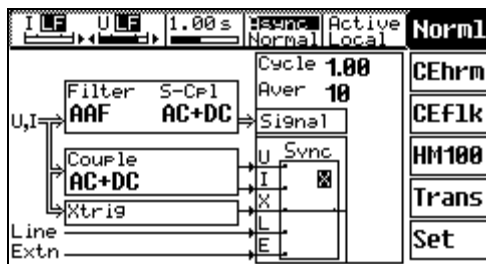 I LF U LF 1.00 s Async Active Norml
Normal Local
Cycle 1.00 CEhrm
Aver 10
Filter S-Cpl
AAF AC+DC CEflk
U,I Signal
Couple U Sync HM100
AC+DC I
Xtrig X Trans
Line L
Extn E Set